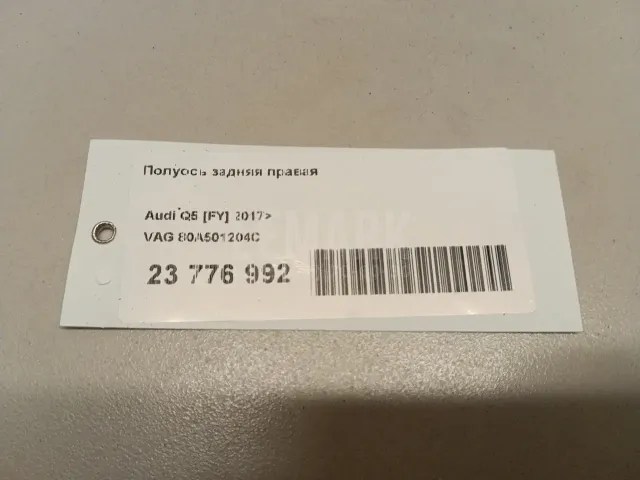 Полуось задняя правая
Audi Q5 [FY] 2017>
VAG 80A501204C
23 776 992